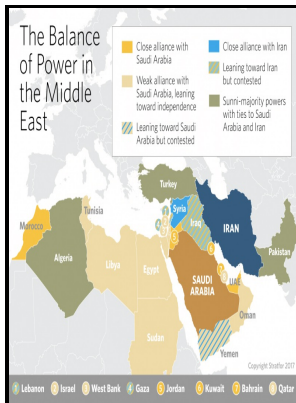 The Balance
of Power in
the Middle
East
Close alliance with
Saudi Arabia
Weak alliance with
Saudi Arabia, leaning
toward independence
Leaning toward Saudi
Arabia but contested
Close alliance with Iran
Leaning toward Iran
but contested
Sunni-majority powers
with ties to Saudi
Arabia and Iran
Turkey
Tunisia
Syria
Morocco
Iraq
IRAN
Algeria
Libya
Egypt
Pakistan
SAUDI
ARABIA
UAE
Oman
Sudan
Yemen
Copyright Stratfor 2017
1 Lebanon 2 Israel 3 West Bank 4 Gaza 5 Jordan 6 Kuwait 7 Bahrain 8 Qatar